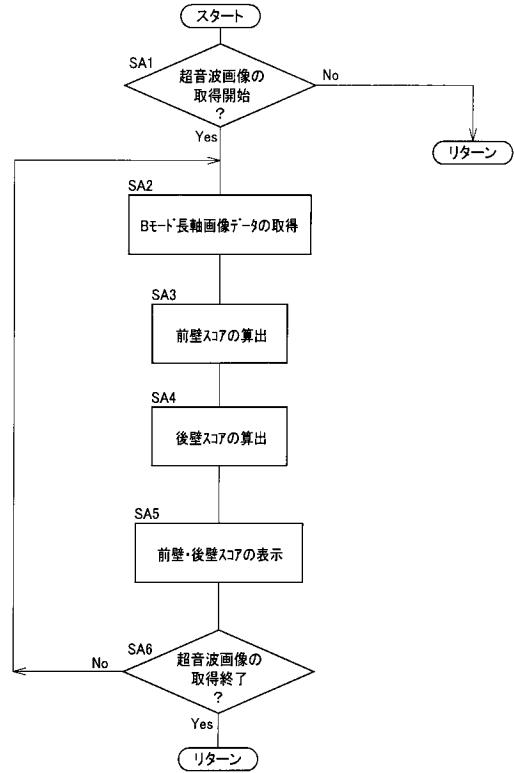 スタート
SA1
超音波画像の
取得開始
?
No
Yes
リターン
SA2
Bモード長軸画像データの取得
SA3
前壁スコアの算出
SA4
後壁スコアの算出
SA5
前壁・後壁スコアの表示
SA6
超音波画像の
取得終了
?
No
Yes
リターン